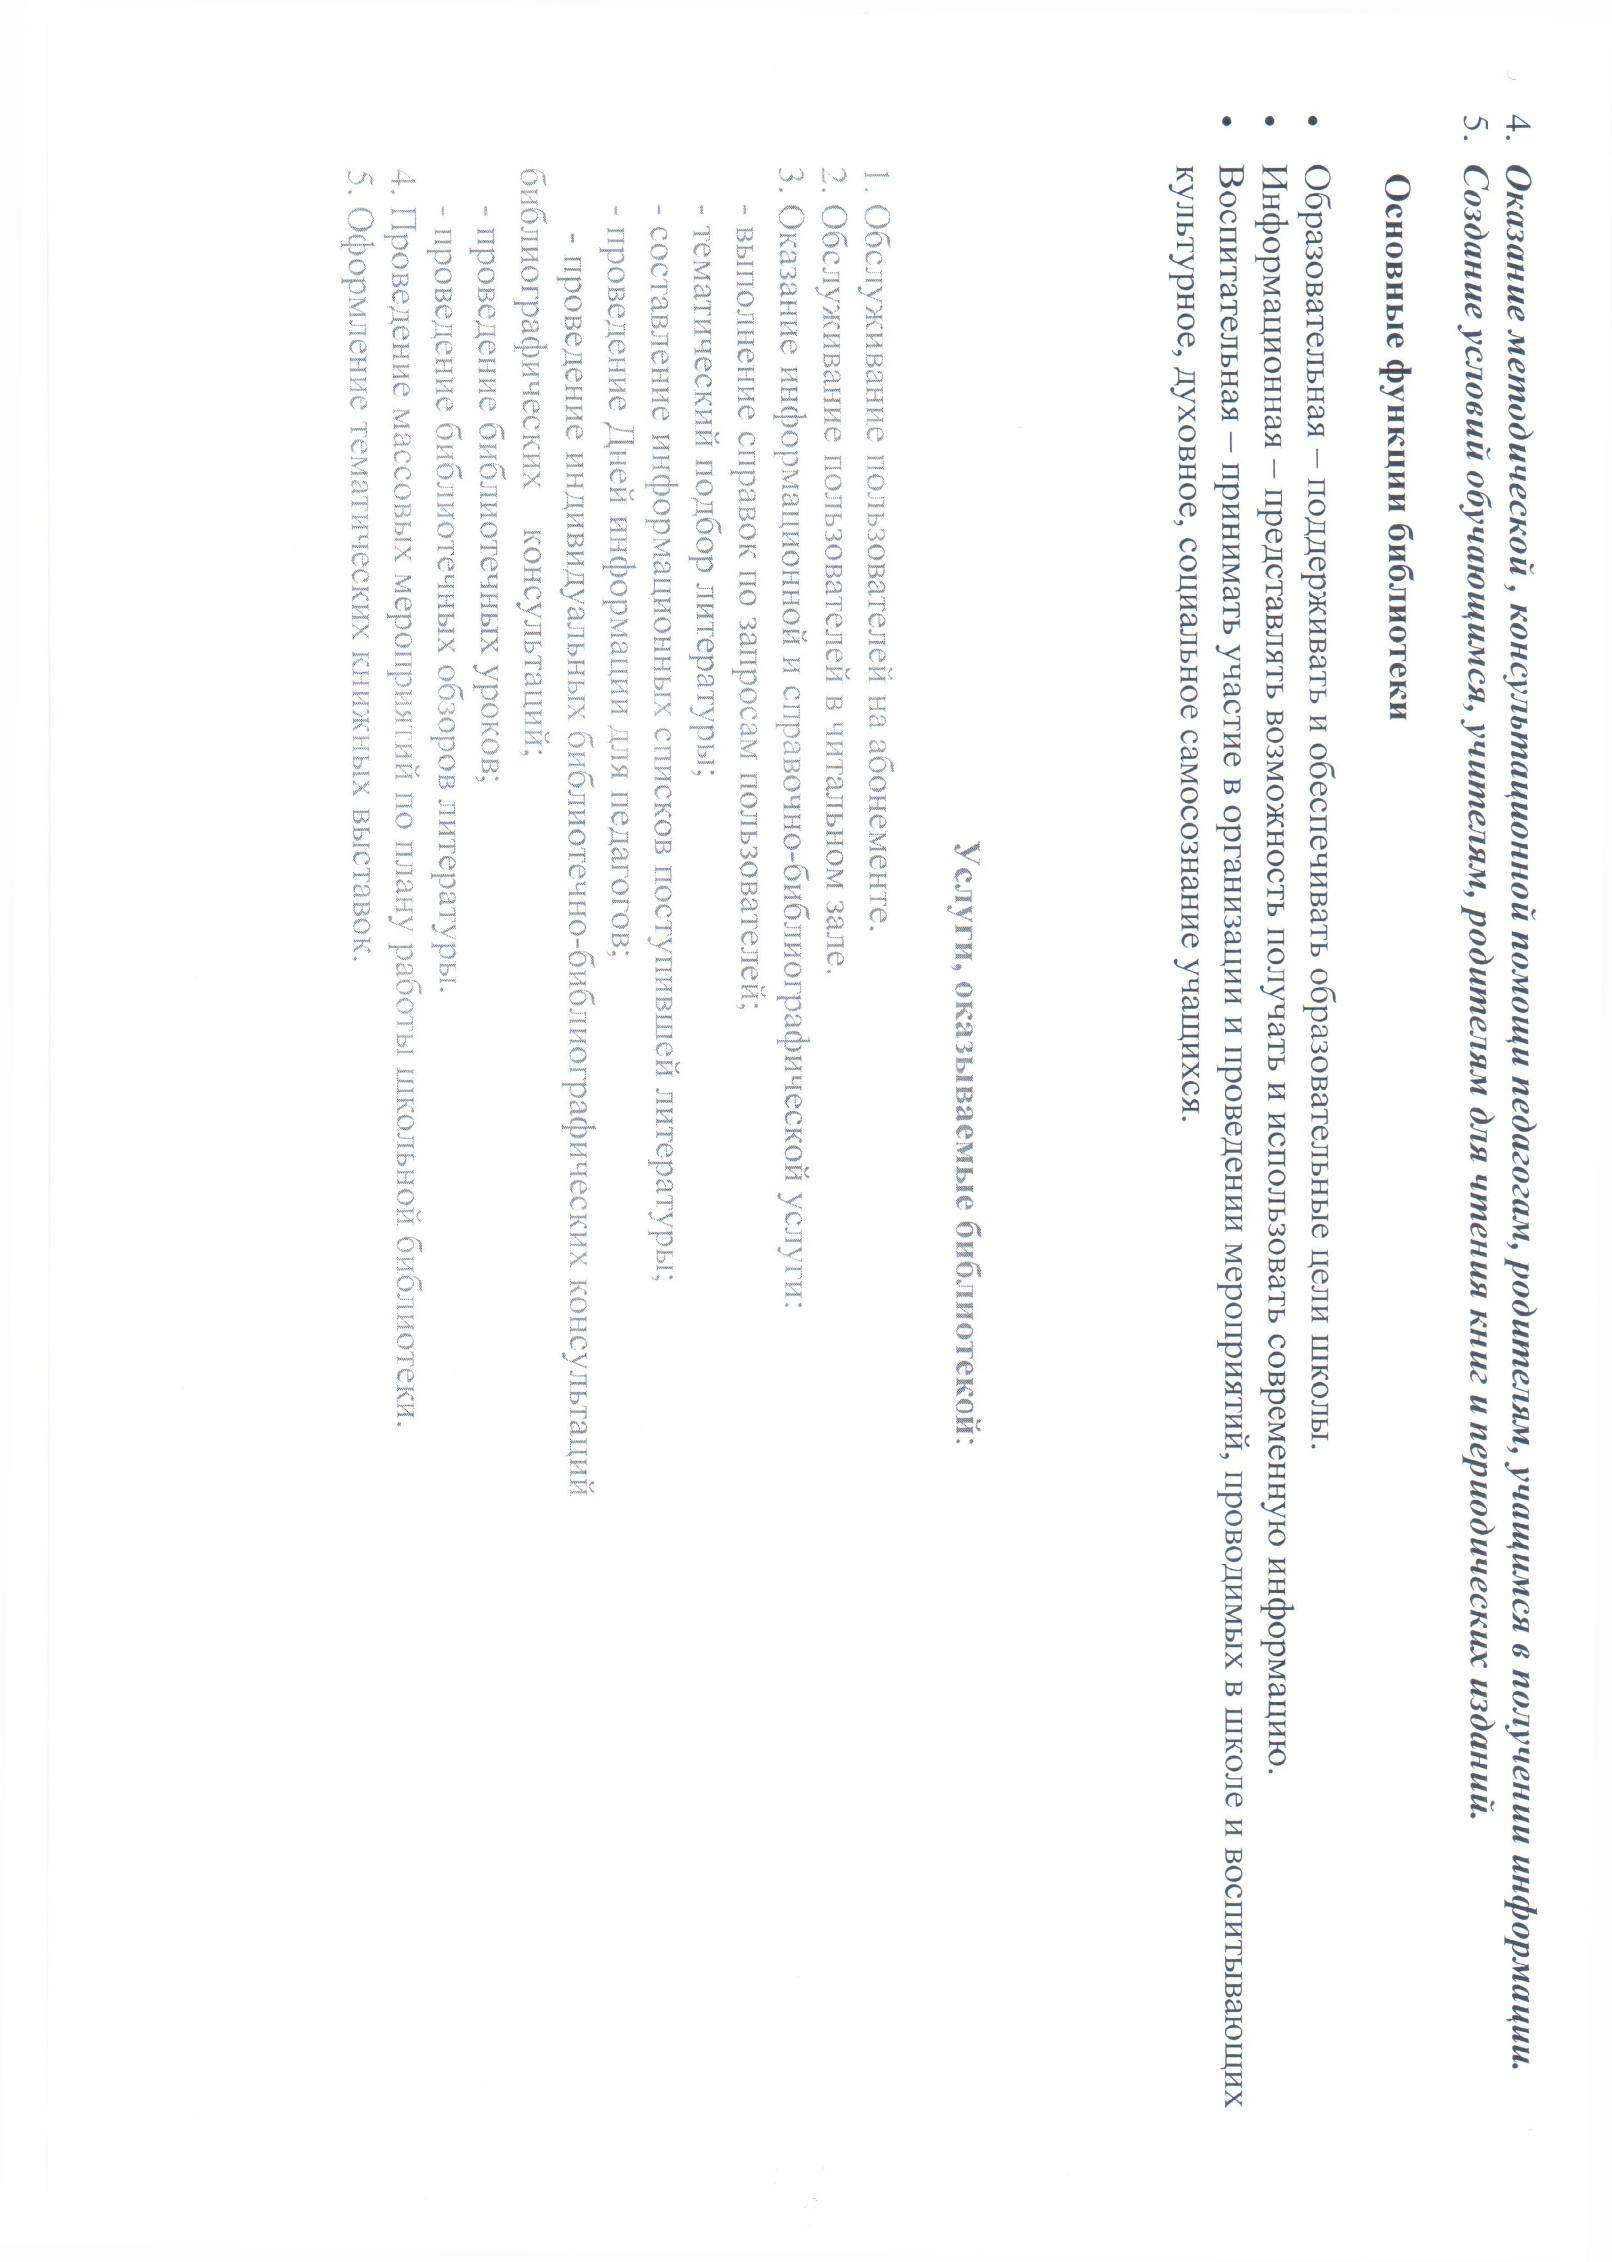 4. Оказание методической , консультационной помощи педагогам, родителям, учащимся в получении информации.
5. Создание условий обучающимся, учителям, родителям для чтения книг и периодических изданий.
Основные функции библиотеки
• Образовательная – поддерживать и обеспечивать образовательные цели школы.
• Информационная – представлять возможность получать и использовать современную информацию.
• Воспитательная – принимать участие в организации и проведении мероприятий, проводимых в школе и воспитывающих
культурное, духовное, социальное самосознание учащихся.
Услуги, оказываемые библиотекой:
1. Обслуживание пользователей на абонементе.
2. Обслуживание пользователей в читальном зале.
3. Оказание информационной и справочно-библиографической услуги:
- выполнение справок по запросам пользователей;
- тематический подбор литературы;
- составление информационных списков поступившей литературы;
- проведение Дней информации для педагогов;
- проведение индивидуальных библиотечно-библиографических консультаций
библиографических консультаций;
- проведение библиотечных уроков;
- проведение библиотечных обзоров литературы.
4. Проведение массовых мероприятий по плану работы школьной библиотеки.
5. Оформление тематических книжных выставок.